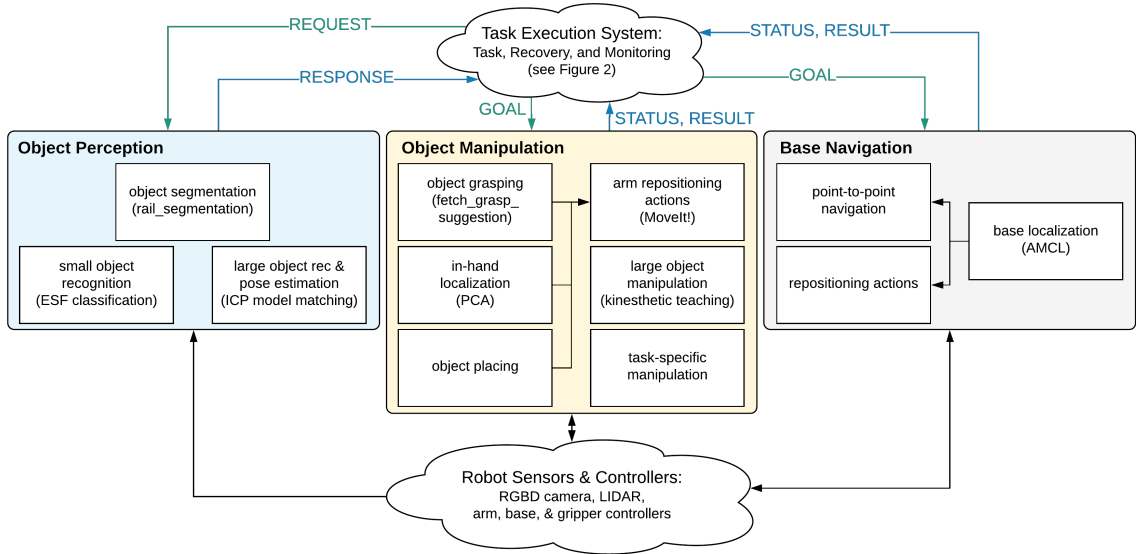 REQUEST
Task Execution System:
Task, Recovery, and Monitoring
(see Figure 2)
STATUS, RESULT
RESPONSE
GOAL
GOAL
STATUS, RESULT
Object Perception
object segmentation
(rail_segmentation)
small object
recognition
(ESF classification)
large object rec &
pose estimation
(ICP model matching)
Object Manipulation
object grasping
(fetch_grasp_
suggestion)
arm repositioning
actions
(MoveIt!)
in-hand
localization
(PCA)
large object
manipulation
(kinesthetic teaching)
object placing
task-specific
manipulation
Base Navigation
point-to-point
navigation
base localization
(AMCL)
repositioning actions
Robot Sensors & Controllers:
RGBD camera, LIDAR,
arm, base, & gripper controllers